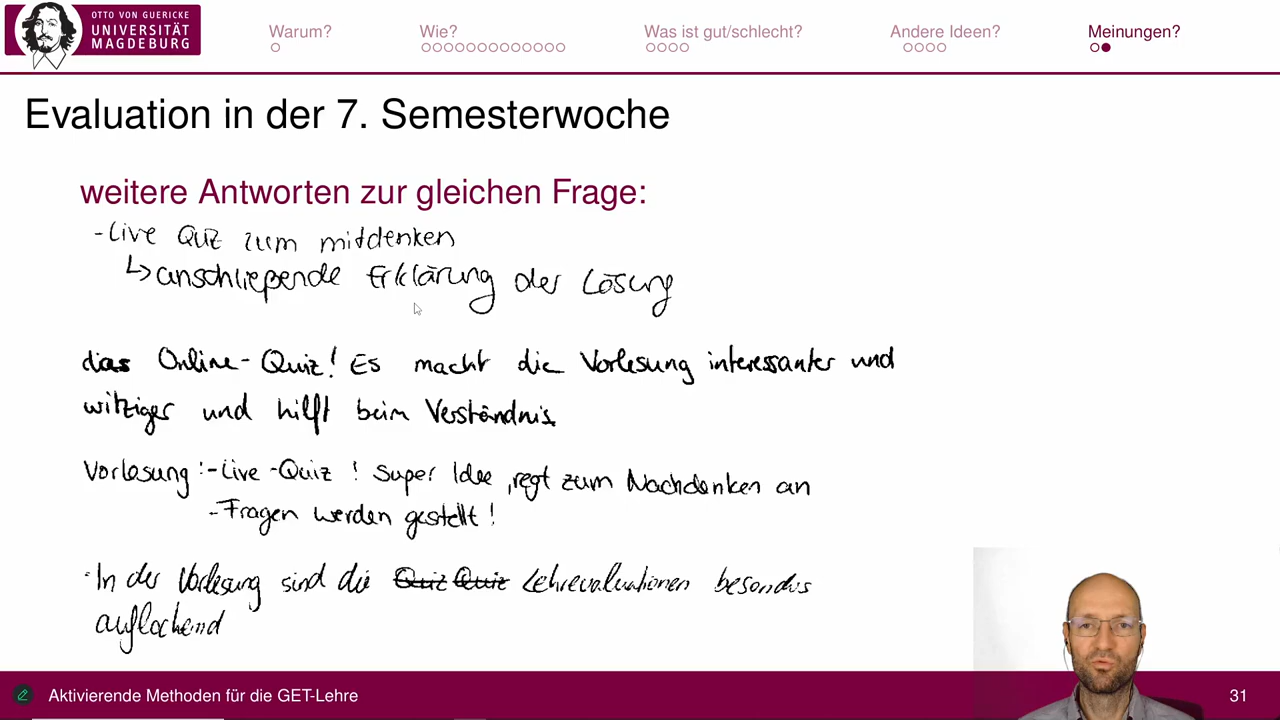 OTTO VON GUERICKE
UNIVERSITÄT
MAGDEBURG
Warum?
Wie?
Was ist gut/schlecht?
Andere Ideen?
Meinungen?
Evaluation in der 7. Semesterwoche
weitere Antworten zur gleichen Frage:
- Live Quiz zum mitdenken
↳ anschließende Erklärung der Lösung
das Online-Quiz! Es macht die Vorlesung interessanter und
witziger und hilft beim Verständnis
Vorlesung: - Live-Quiz! Super Idee, regt zum Nachdenken an
- Fragen werden gestellt!
· In der Vorlesung sind die Quiz Quiz Lehrevaluationen besonders
auflockernd
Aktivierende Methoden für die GET-Lehre
31